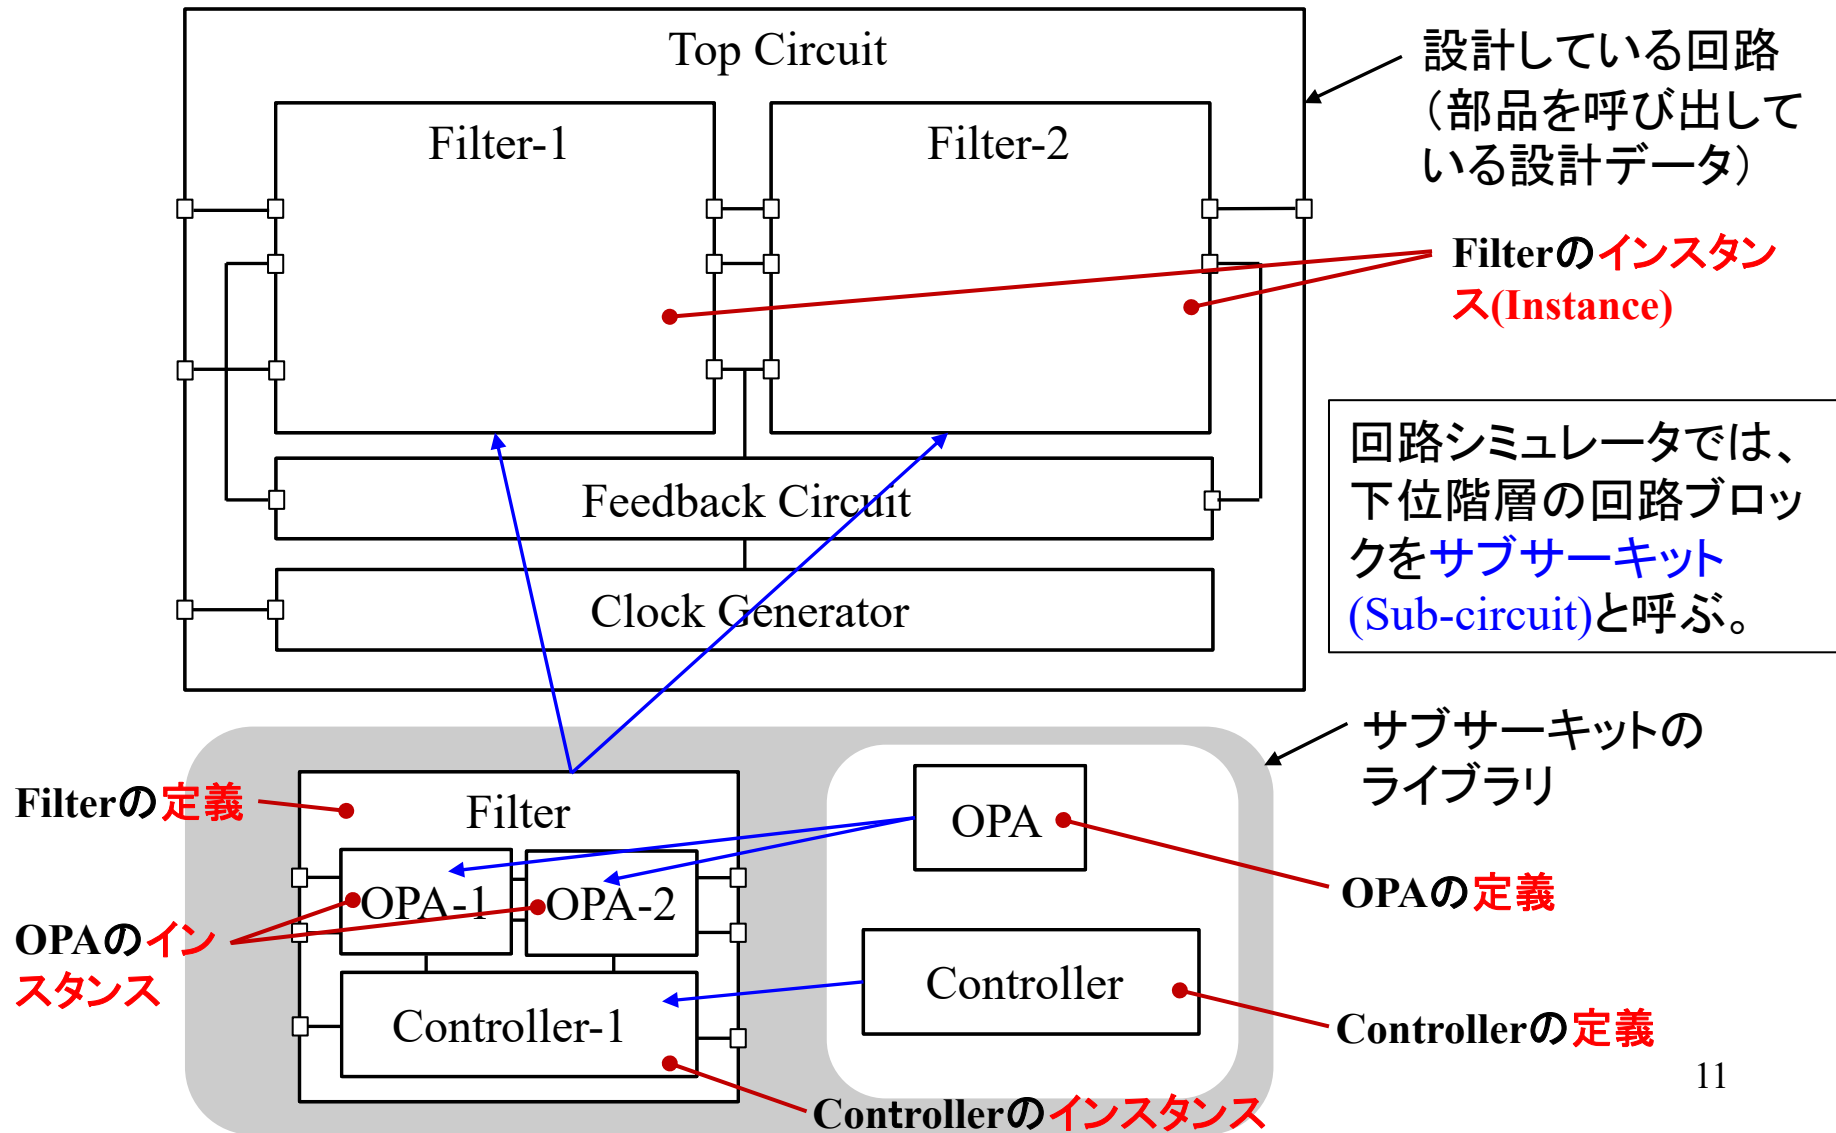 Top Circuit
Filter-1
Filter-2
Feedback Circuit
Clock Generator
設計している回路
（部品を呼び出して
いる設計データ）
Filterのインスタン
ス(Instance)
回路シミュレータでは、
下位階層の回路ブロッ
クをサブサーキット
(Sub-circuit)と呼ぶ。
サブサーキットの
ライブラリ
Filterの定義
Filter
OPA-1
OPA-2
Controller-1
OPAのイン
スタンス
OPA
Controller
OPAの定義
Controllerの定義
Controllerのインスタンス
11